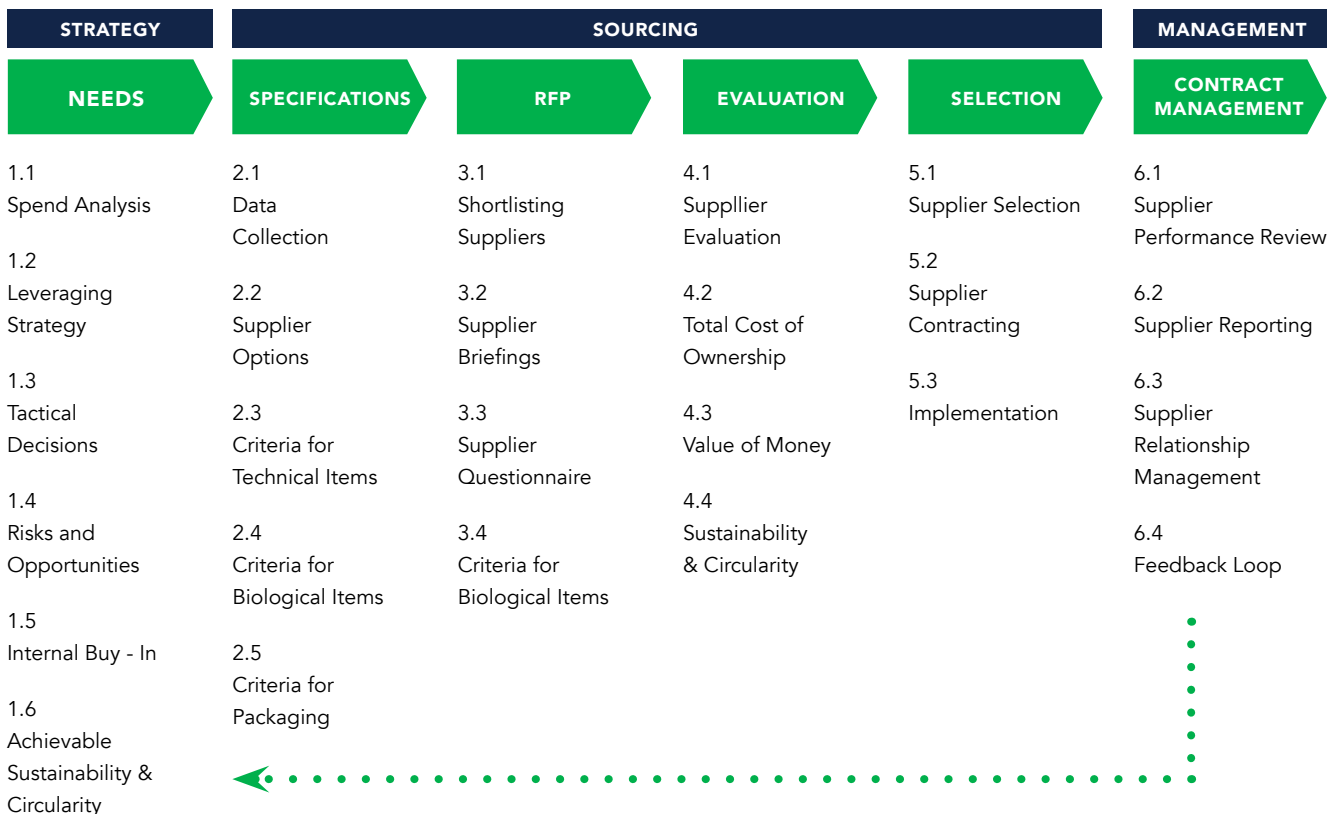 STRATEGY
SOURCING
MANAGEMENT
NEEDS
SPECIFICATIONS
RFP
EVALUATION
SELECTION
CONTRACT
MANAGEMENT
1.1
Spend Analysis
1.2
Leveraging
Strategy
1.3
Tactical
Decisions
1.4
Risks and
Opportunities
1.5
Internal Buy - In
1.6
Achievable
Sustainability &
Circularity
2.1
Data
Collection
2.2
Supplier
Options
2.3
Criteria for
Technical Items
2.4
Criteria for
Biological Items
2.5
Criteria for
Packaging
3.1
Shortlisting
Suppliers
3.2
Supplier
Briefings
3.3
Supplier
Questionnaire
3.4
Criteria for
Biological Items
4.1
Suppllier
Evaluation
4.2
Total Cost of
Ownership
4.3
Value of Money
4.4
Sustainability
& Circularity
5.1
Supplier Selection
5.2
Supplier
Contracting
5.3
Implementation
6.1
Supplier
Performance Review
6.2
Supplier Reporting
6.3
Supplier
Relationship
Management
6.4
Feedback Loop